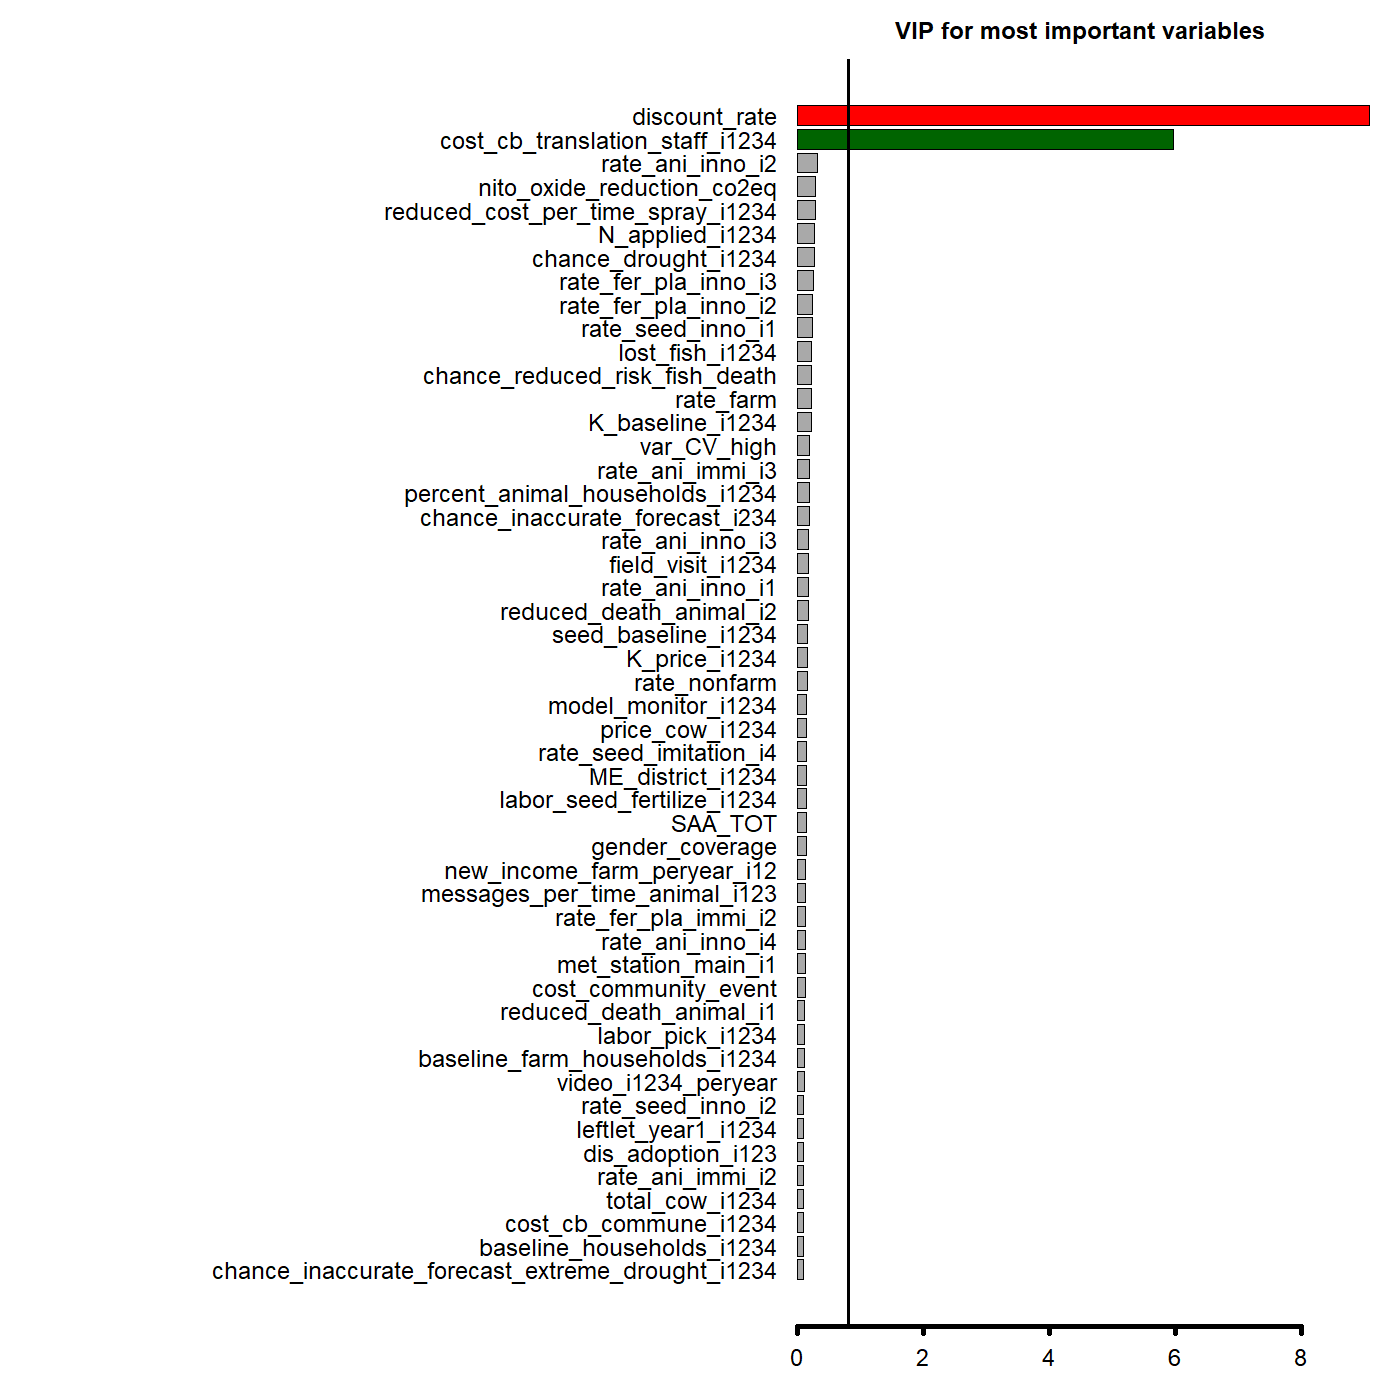 VIP for most important variables
discount_rate
cost_cb_translation_staff_i1234
rate_ani_inno_i2
nito_oxide_reduction_co2eq
reduced_cost_per_time_spray_i1234
N_applied_i1234
chance_drought_i1234
rate_fer_pla_inno_i3
rate_fer_pla_inno_i2
rate_seed_inno_i1
lost_fish_i1234
chance_reduced_risk_fish_death
rate_farm
K_baseline_i1234
var_CV_high
rate_ani_immi_i3
percent_animal_households_i1234
chance_inaccurate_forecast_i234
rate_ani_inno_i3
field_visit_i1234
rate_ani_inno_i1
reduced_death_animal_i2
seed_baseline_i1234
K_price_i1234
rate_nonfarm
model_monitor_i1234
price_cow_i1234
rate_seed_imitation_i4
ME_district_i1234
labor_seed_fertilize_i1234
SAA_TOT
gender_coverage
new_income_farm_peryear_i12
messages_per_time_animal_i123
rate_fer_pla_immi_i2
rate_ani_inno_i4
met_station_main_i1
cost_community_event
reduced_death_animal_i1
labor_pick_i1234
baseline_farm_households_i1234
video_i1234_peryear
rate_seed_inno_i2
leftlet_year1_i1234
dis_adoption_i123
rate_ani_immi_i2
total_cow_i1234
cost_cb_commune_i1234
baseline_households_i1234
chance_inaccurate_forecast_extreme_drought_i1234
0 2 4 6 8